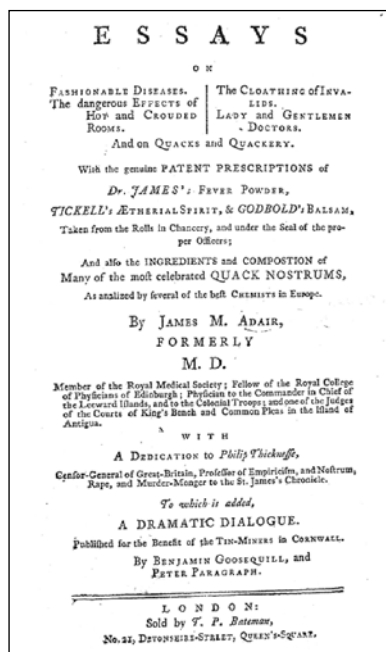 ESSAYS
ON
FASHIONABLE DISEASES.
The dangerous EFFECTS of
HOT and CROUDED
ROOMS.
The CLOATHING of INVA-
LIDS.
LADY and GENTLEMEN
DOCTORS.
And on QUACKS and QUACKERY.
With the genuine PATENT PRESCRIPTIONS of
Dr. JAMES's FEVER POWDER,
TICKELL's ÆTHERIAL SPIRIT, & GODBOLD's BALSAM,
Taken from the Rolls in Chancery, and under the Seal of the pro-
per Officers;
And also the INGREDIENTS and COMPOSTION of
Many of the most celebrated QUACK NOSTRUMS,
As analized by several of the best CHEMISTS in Europe.
By JAMES M. ADAIR,
FORMERLY
M. D.
Member of the Royal Medical Society; Fellow of the Royal College
of Physicians of Edinburgh; Physician to the Commander in Chief of
the Leeward Islands, and to the Colonial Troops; and one of the Judges
of the Courts of King's Bench and Common Pleas in the Island of
Antigua.
WITH
A DEDICATION to Philip Thicknesse,
Censor-General of Great-Britain, Professor of Empiricism, and Nostrum,
Rape, and Murder-Monger to the St. James's Chronicle.
To which is added,
A DRAMATIC DIALOGUE.
Published for the Benefit of the TIN-MINERS in CORNWALL.
By BENJAMIN GOOSEQUILL, and
PETER PARAGRAPH.
LONDON:
Sold by T. P. Bateman,
No. 21, DEVONSHIRE-STREET, QUEEN's-SQUARE.